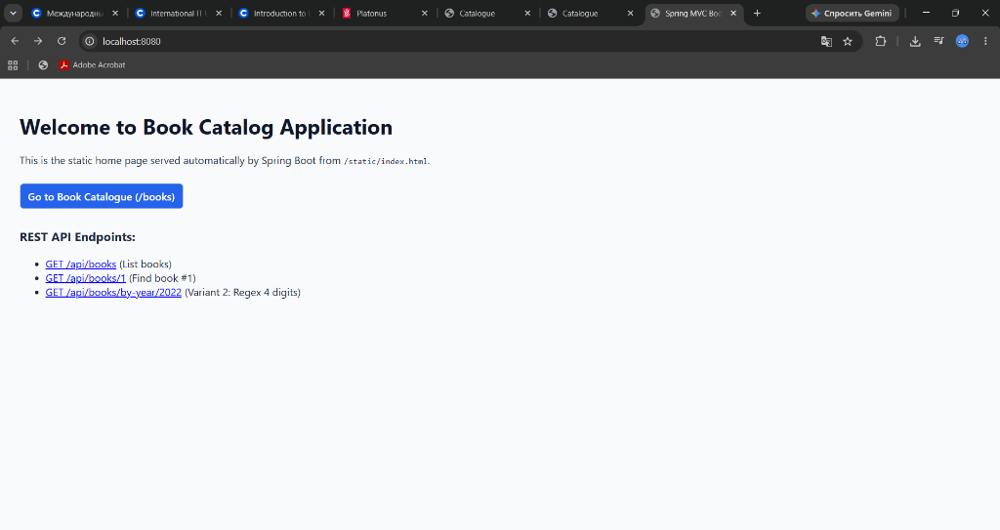 Международны
International IT U
Introduction to
Platonus
Catalogue
Catalogue
Spring MVC Boo
Спросить Gemini
localhost:8080
Adobe Acrobat
Welcome to Book Catalog Application
This is the static home page served automatically by Spring Boot from /static/index.html.
Go to Book Catalogue (/books)
REST API Endpoints:
GET /api/books (List books)
GET /api/books/1 (Find book #1)
GET /api/books/by-year/2022 (Variant 2: Regex 4 digits)